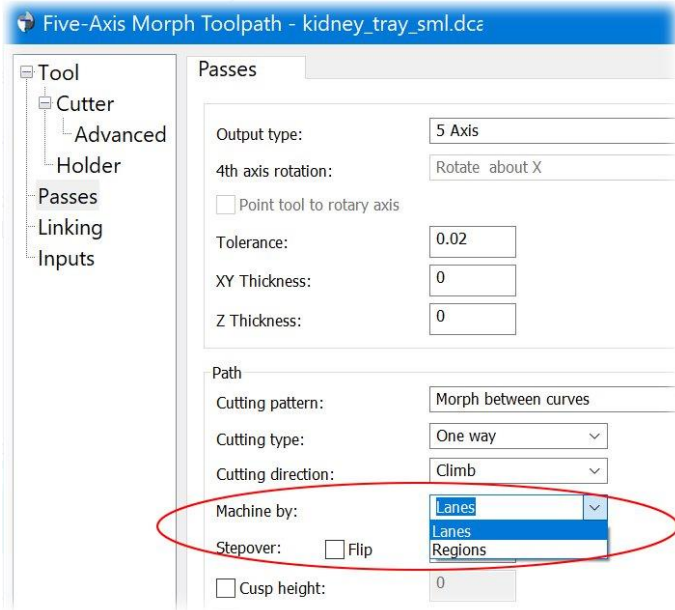 Five-Axis Morph Toolpath - kidney_tray_sml.dca
Tool
Cutter
Advanced
Holder
Passes
Linking
Inputs
Passes
Output type: 5 Axis
4th axis rotation: Rotate about X
Point tool to rotary axis
Tolerance: 0.02
XY Thickness: 0
Z Thickness: 0
Path
Cutting pattern: Morph between curves
Cutting type: One way
Cutting direction: Climb
Machine by: Lanes
Lanes
Stepover: Flip Regions
Cusp height: 0